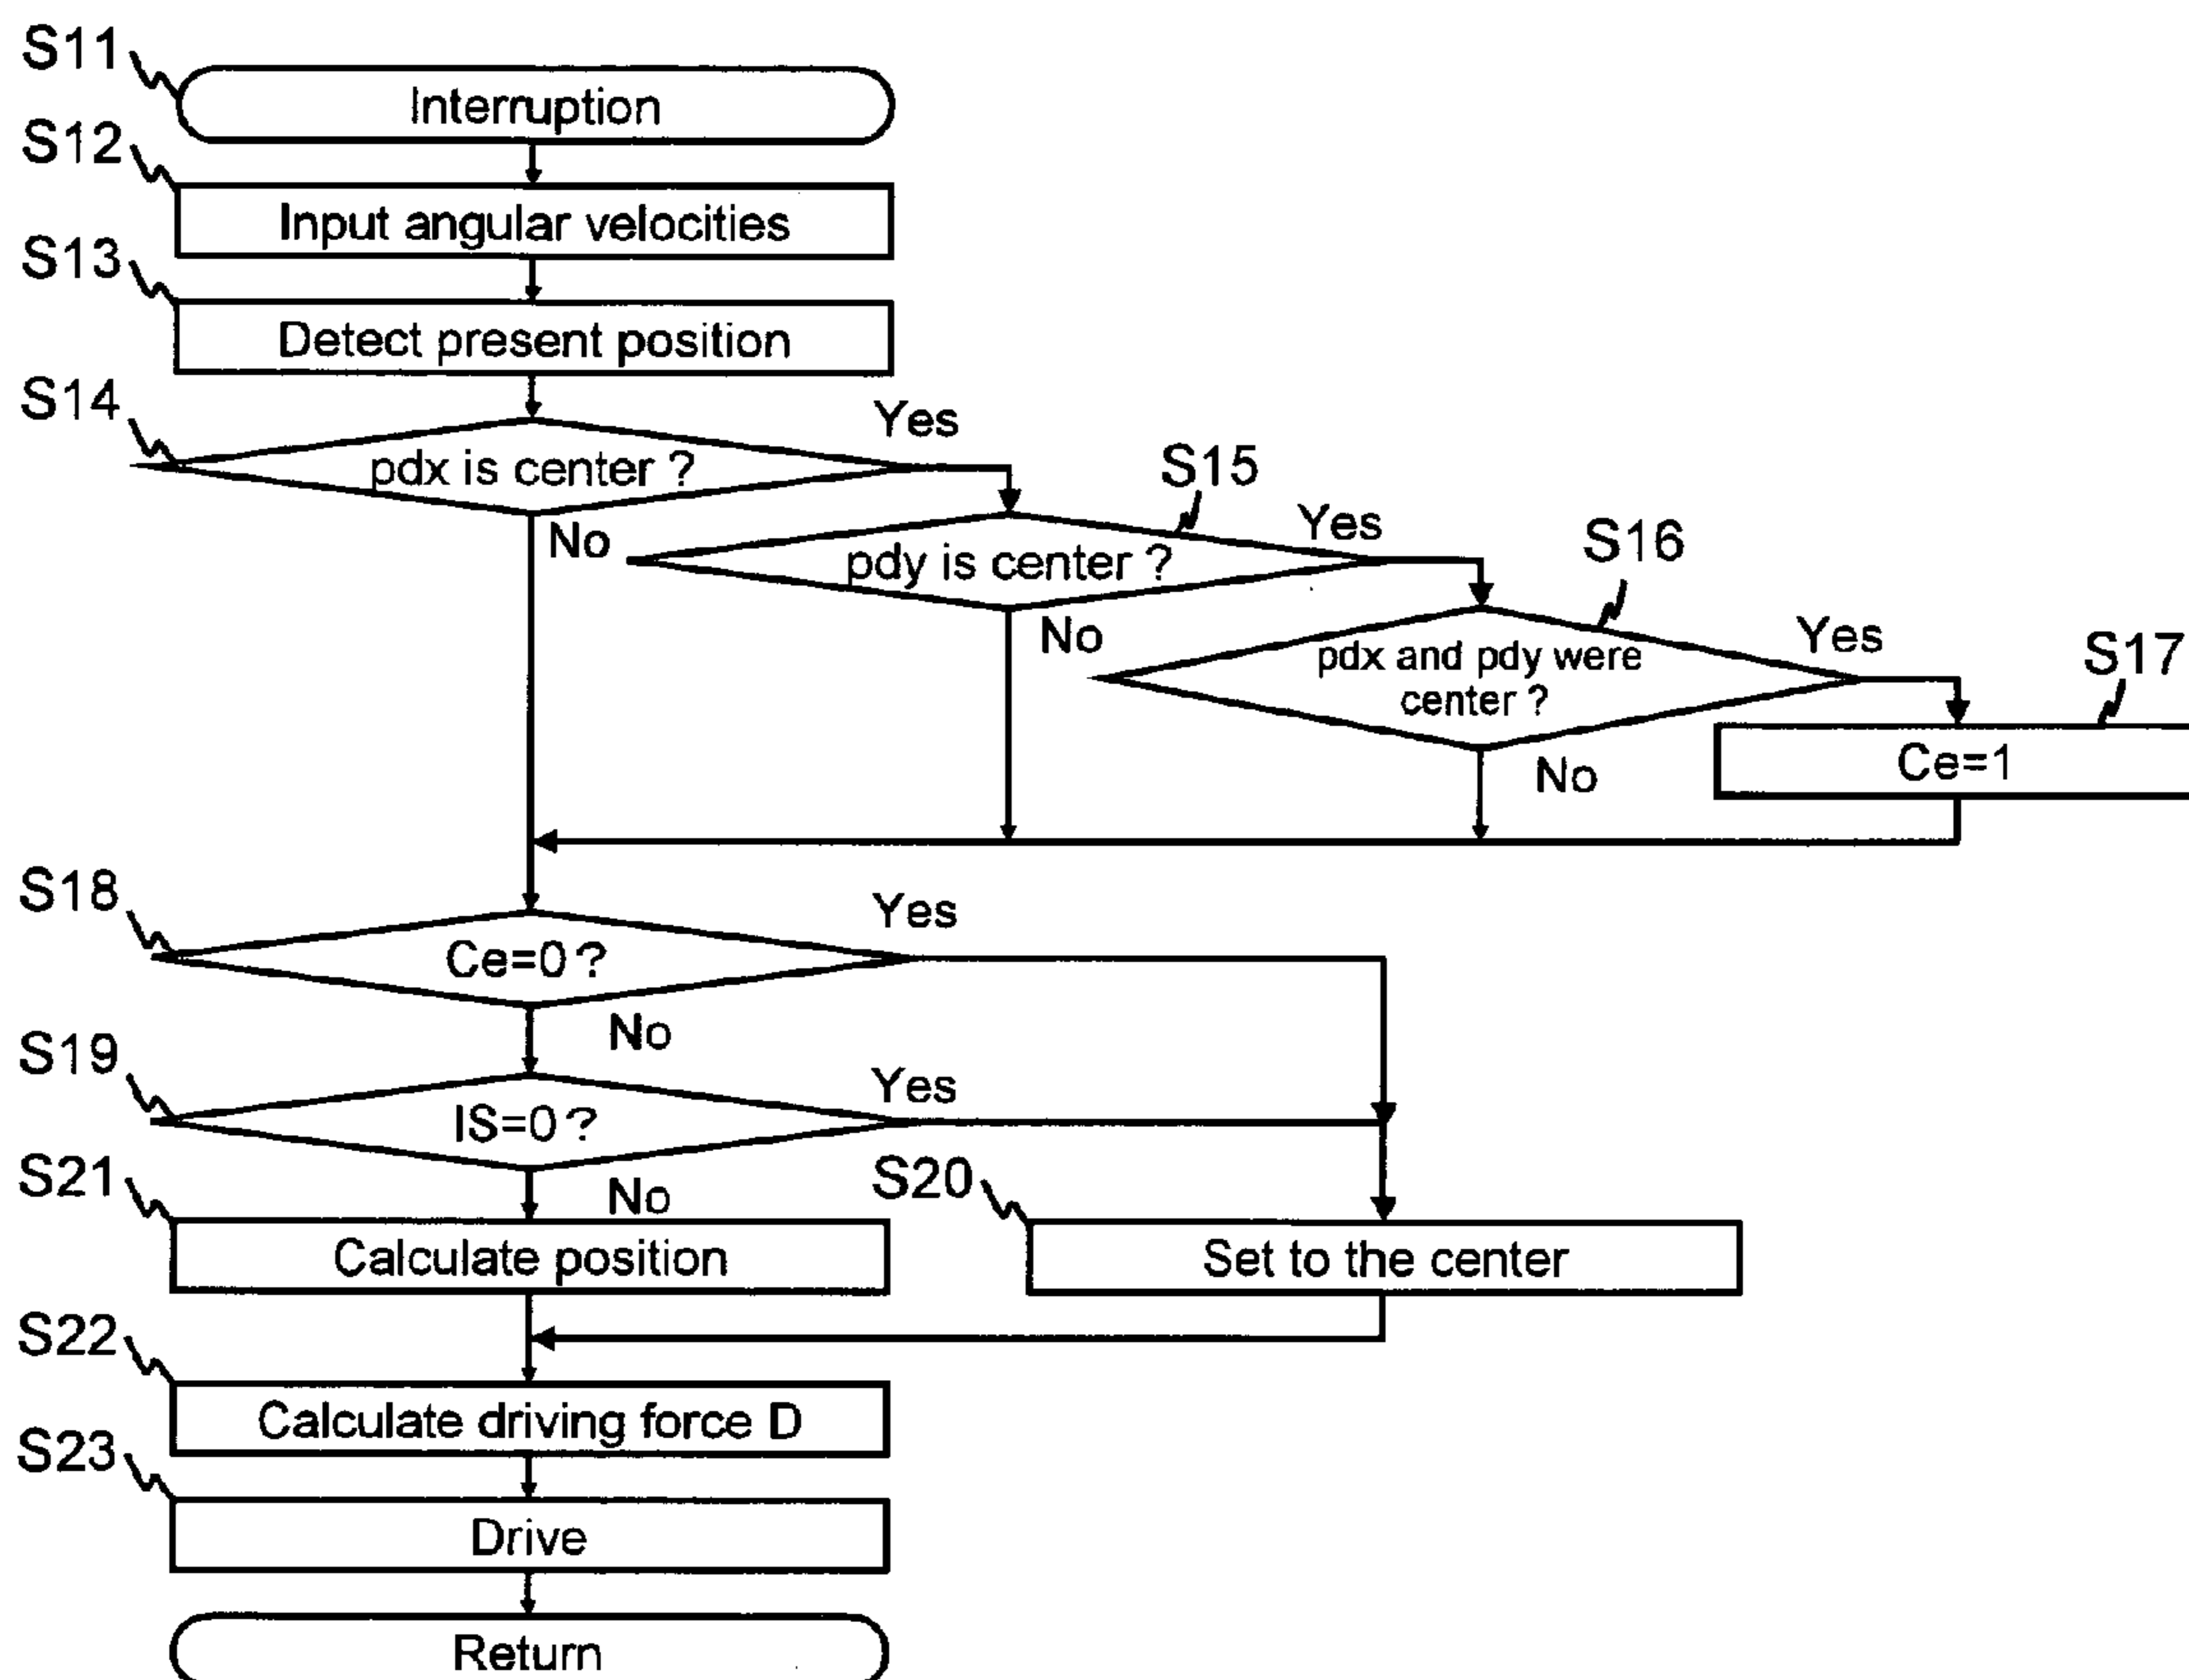 S11
Interruption
S12
Input angular velocities
S13
Detect present position
S14
pdx is center ?
Yes
No
S15
pdy is center ?
Yes
No
S16
pdx and pdy were
center ?
Yes
No
S17
Ce=1
S18
Ce=0 ?
Yes
No
S19
IS=0 ?
Yes
No
S21
Calculate position
S20
Set to the center
S22
Calculate driving force D
S23
Drive
Return